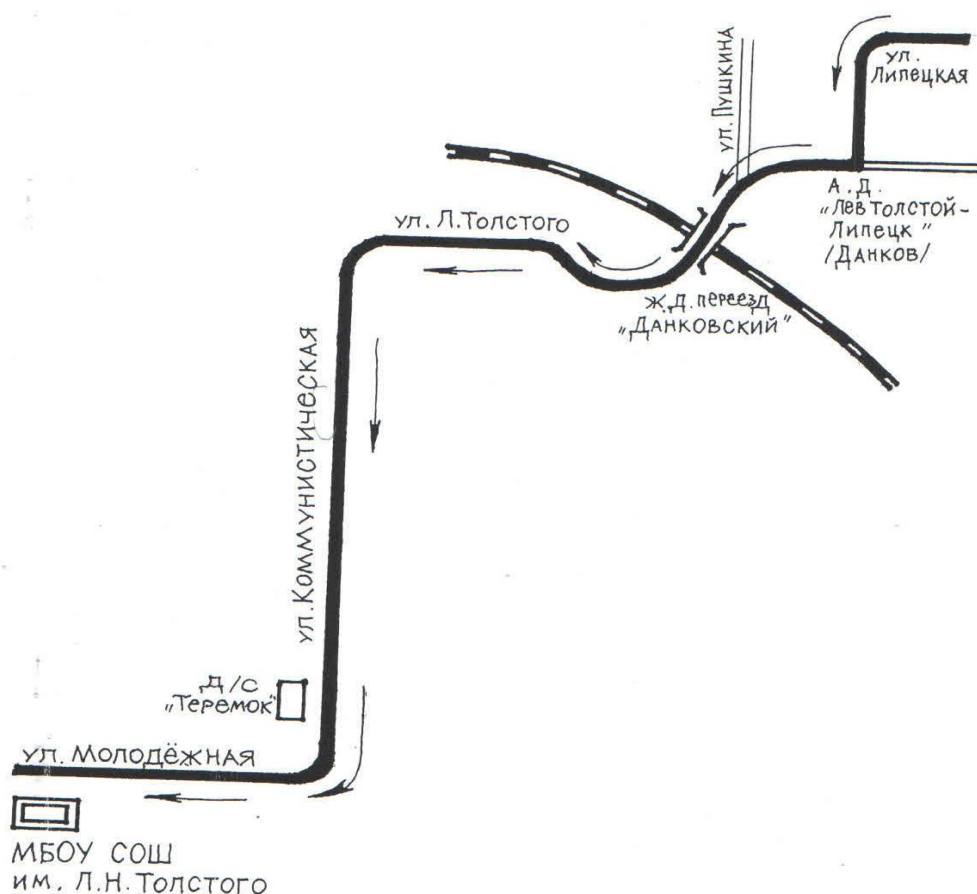 ул.
Липецкая
ул. Пушкина
А.Д.
"Лев Толстой-
Липецк"
/Данков/
ул. Л.Толстого
Ж.Д. переезд
"Данковский"
ул. Коммунистическая
Д/С
"Теремок"
ул. Молодёжная
МБОУ СОШ
им. Л.Н.Толстого